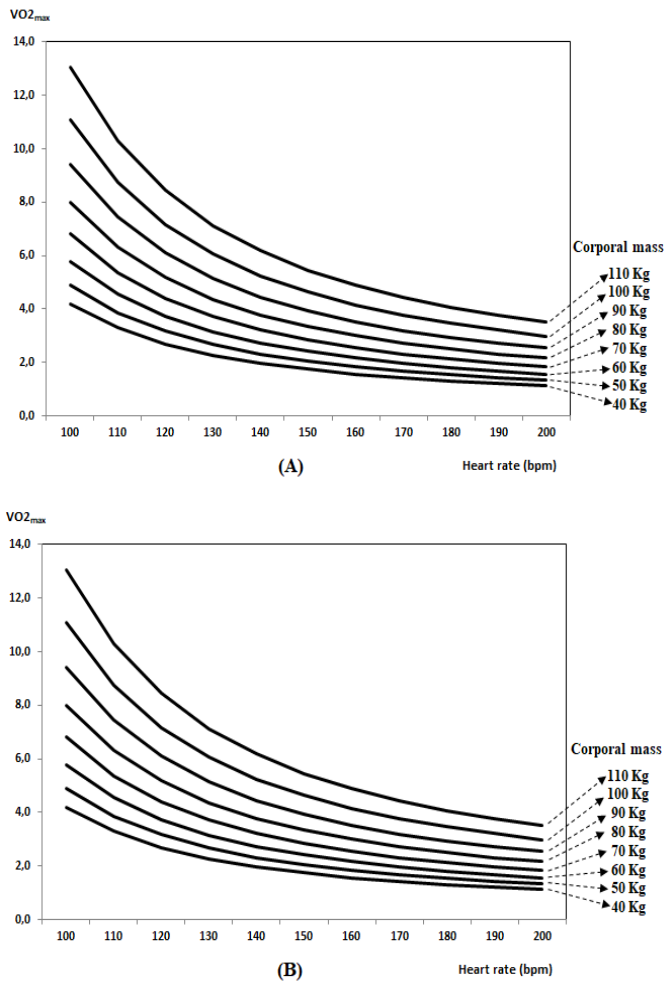 VO2max
14,0
12,0
10,0
8,0
6,0
4,0
2,0
0,0
Corporal mass
110 Kg
100 Kg
90 Kg
80 Kg
70 Kg
60 Kg
50 Kg
40 Kg
100 110 120 130 140 150 160 170 180 190 200
(A) Heart rate (bpm)
VO2max
14,0
12,0
10,0
8,0
6,0
4,0
2,0
0,0
Corporal mass
110 Kg
100 Kg
90 Kg
80 Kg
70 Kg
60 Kg
50 Kg
40 Kg
100 110 120 130 140 150 160 170 180 190 200
(B) Heart rate (bpm)